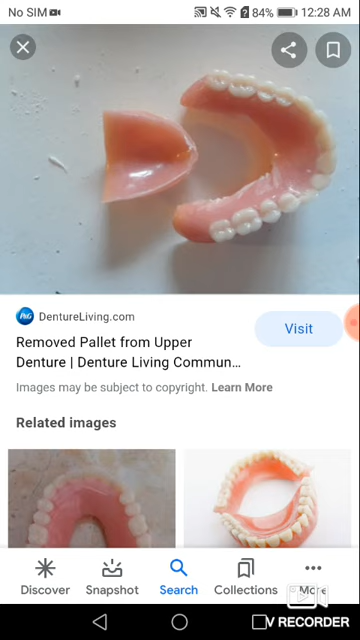 No SIM 84% 12:28 AM
P&G DentureLiving.com
Removed Pallet from Upper
Denture | Denture Living Commun...
Visit
Images may be subject to copyright. Learn More
Related images
Discover Snapshot Search Collections More
V RECORDER